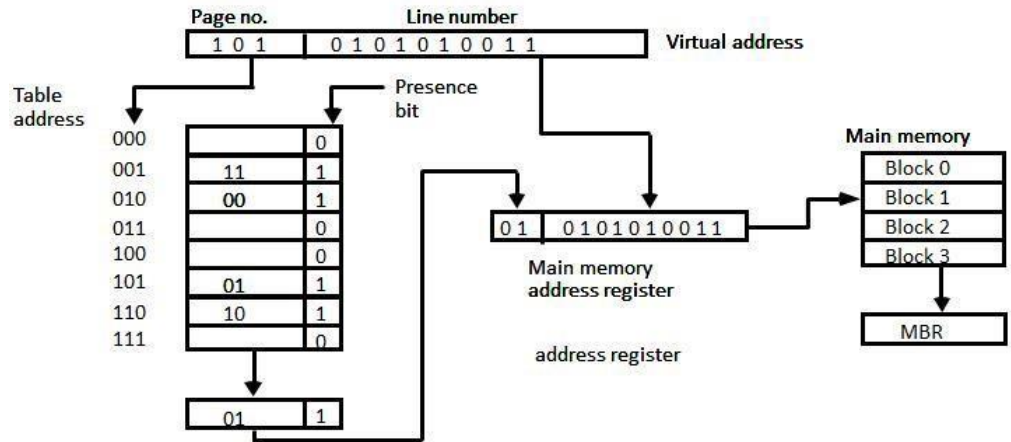 Page no. Line number
1 0 1 0 1 0 1 0 1 0 0 1 1 Virtual address
Table address
Presence bit
000 0
001 11 1
010 00 1
011 0
100 0
101 01 1
110 10 1
111 0
01 1
0 1 0 1 0 1 0 1 0 0 1 1
Main memory
address register
address register
Main memory
Block 0
Block 1
Block 2
Block 3
MBR